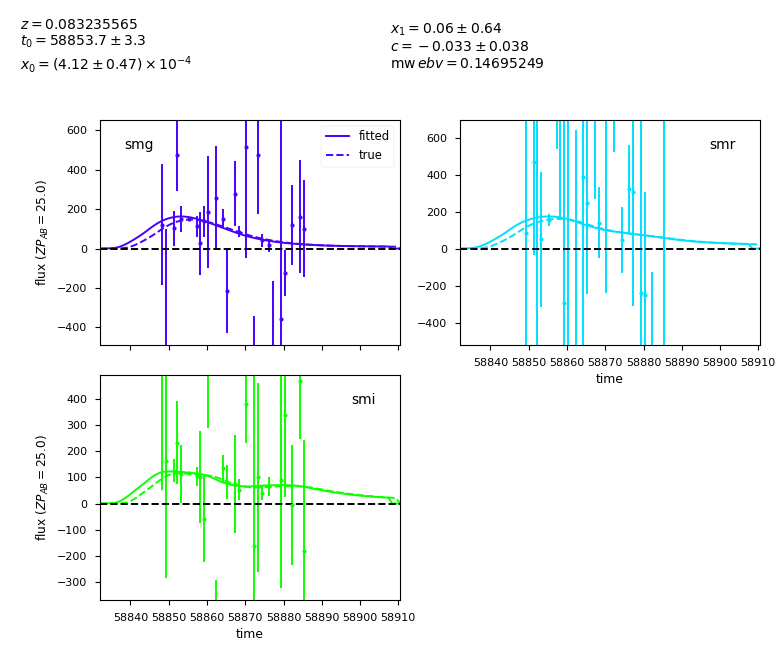 z = 0.083235565
t₀ = 58853.7 ± 3.3
x₀ = (4.12 ± 0.47) × 10⁻⁴
x₁ = 0.06 ± 0.64
c = −0.033 ± 0.038
mw ebv = 0.14695249
smg
fitted
true
600
400
200
0
−200
−400
flux (ZP_AB = 25.0)
smr
600
400
200
0
−200
−400
58840 58850 58860 58870 58880 58890 58900 58910
time
smi
400
300
200
100
0
−100
−200
−300
flux (ZP_AB = 25.0)
58840 58850 58860 58870 58880 58890 58900 58910
time